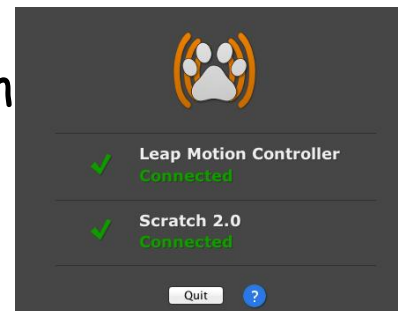 n
Leap Motion Controller
Connected
Scratch 2.0
Connected
Quit ?